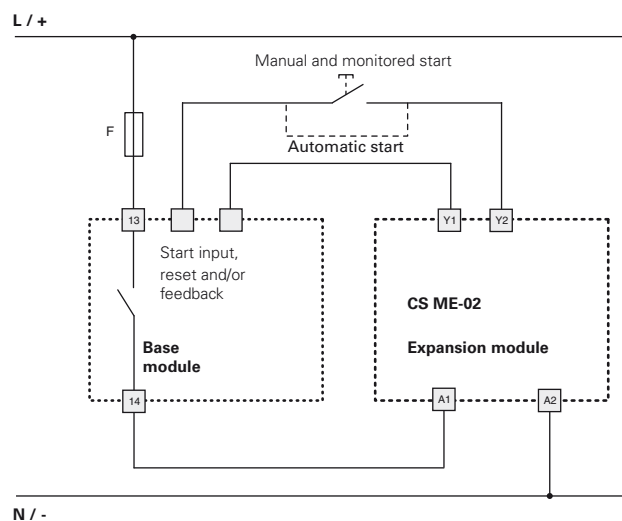 L / +
Manual and monitored start
F
Automatic start
13
Y1
Y2
Start input,
reset and/or
feedback
CS ME-02
Base
module
Expansion module
14
A1
A2
N / -